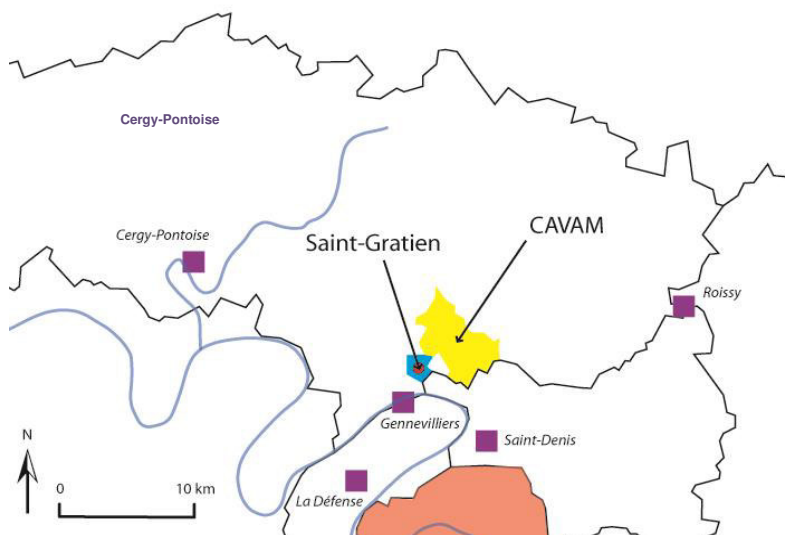 Cergy-Pontoise
Cergy-Pontoise
Saint-Gratien
CAVAM
Roissy
Gennevilliers
Saint-Denis
La Défense
N
0 10 km